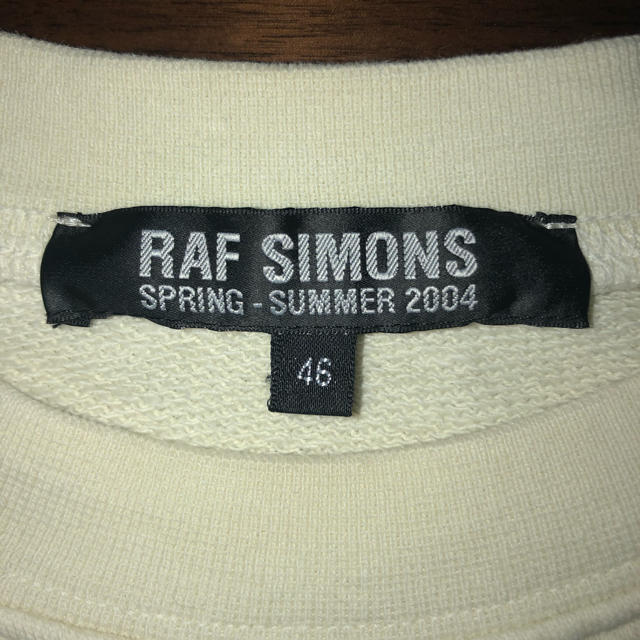 RAF SIMONS
SPRING - SUMMER 2004
46